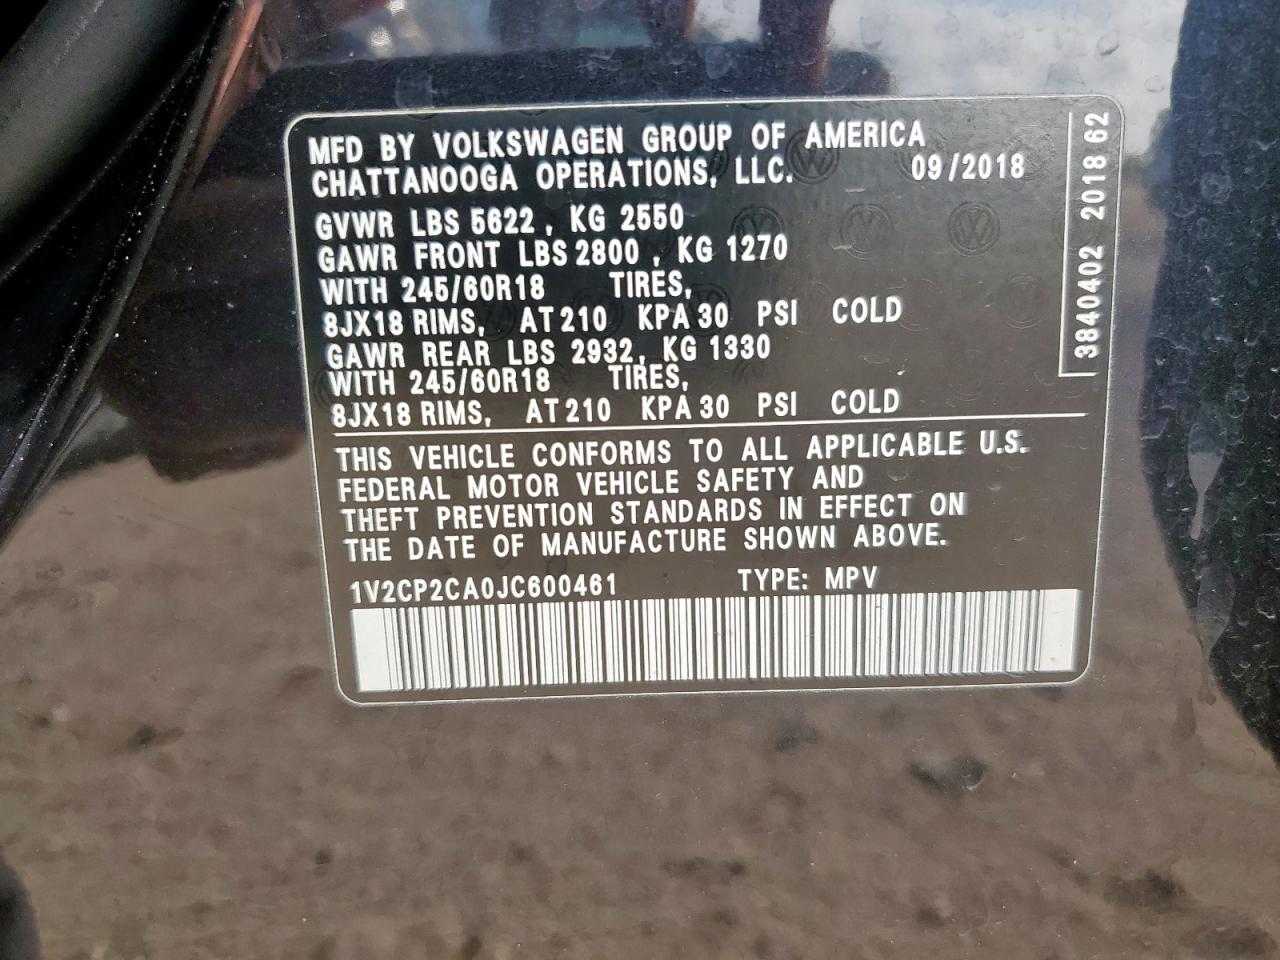 MFD BY VOLKSWAGEN GROUP OF AMERICA
CHATTANOOGA OPERATIONS, LLC. 09/2018
GVWR LBS 5622 , KG 2550
GAWR FRONT LBS 2800 , KG 1270
WITH 245/60R18 TIRES,
8JX18 RIMS, AT 210 KPA 30 PSI COLD
GAWR REAR LBS 2932, KG 1330
WITH 245/60R18 TIRES,
8JX18 RIMS, AT 210 KPA 30 PSI COLD
THIS VEHICLE CONFORMS TO ALL APPLICABLE U.S.
FEDERAL MOTOR VEHICLE SAFETY AND
THEFT PREVENTION STANDARDS IN EFFECT ON
THE DATE OF MANUFACTURE SHOWN ABOVE.
1V2CP2CA0JC600461 TYPE: MPV
3840402 2018 62